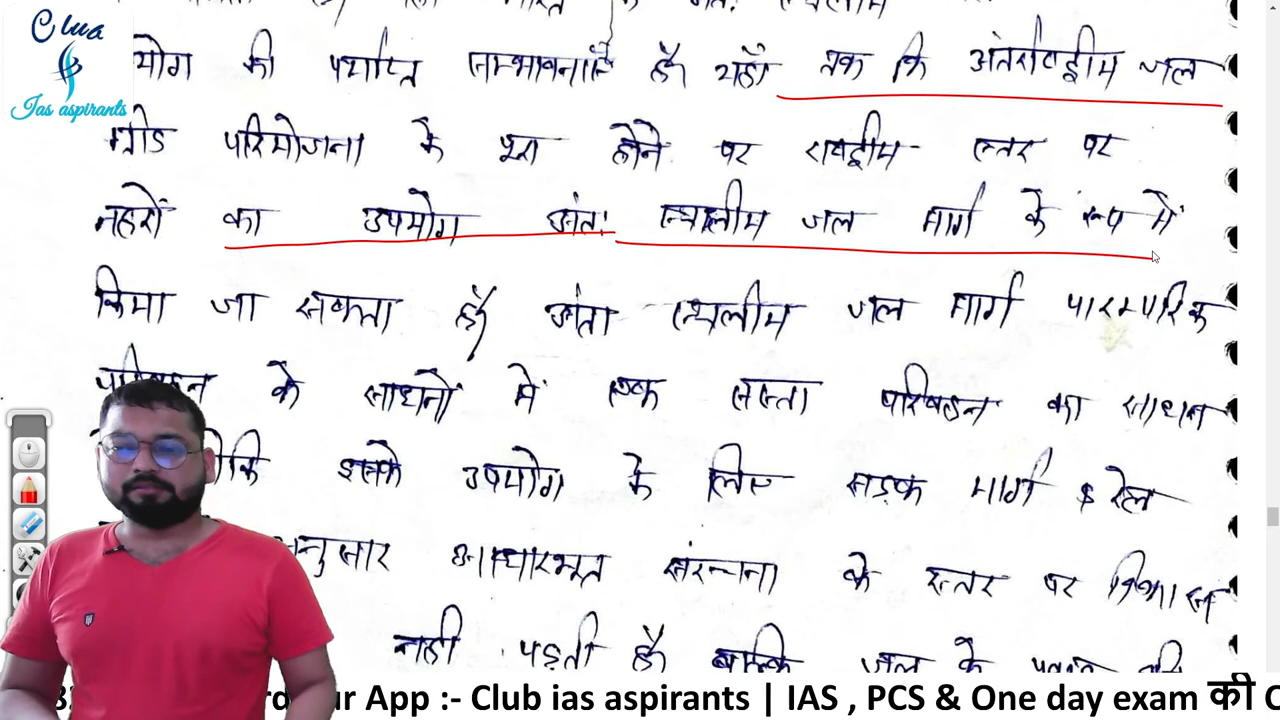 Clua
Ias aspirants
योग की पर्याप्त सम्भावनाएँ है यहाँ तक कि अंतर्राष्ट्रीय जल
ग्रीड परियोजना के पूरा होने पर राष्ट्रीय स्तर पर
नहरों का उपयोग अंतः स्थलीय जल मार्ग के रूप में
किया जा सकता है अंता स्थलीय जल मार्ग पारम्परिक
परिवहन के साधनों में एक सस्ता परिवहन का साधन
इसके उपयोग के लिए सड़क मार्ग रेल
नुसार आधारभूत संरचना के स्तर पर
नही पड़ती है बल्कि जल के
ur App :- Club ias aspirants | IAS , PCS & One day exam की C